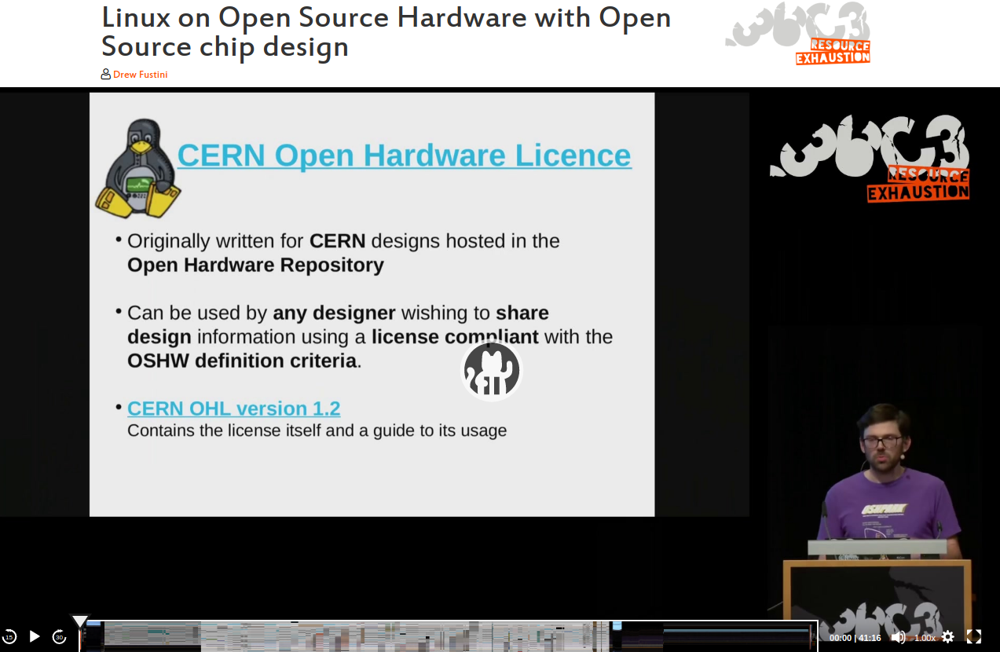 Linux on Open Source Hardware with Open
Source chip design
Drew Fustini
36C3
RESOURCE
EXHAUSTION
CERN Open Hardware Licence
• Originally written for CERN designs hosted in the
Open Hardware Repository
• Can be used by any designer wishing to share
design information using a license compliant with the
OSHW definition criteria.
• CERN OHL version 1.2
Contains the license itself and a guide to its usage
36C3
RESOURCE
EXHAUSTION
OSHPARK
36C3
15
30
00:00 | 41:16
1.00x